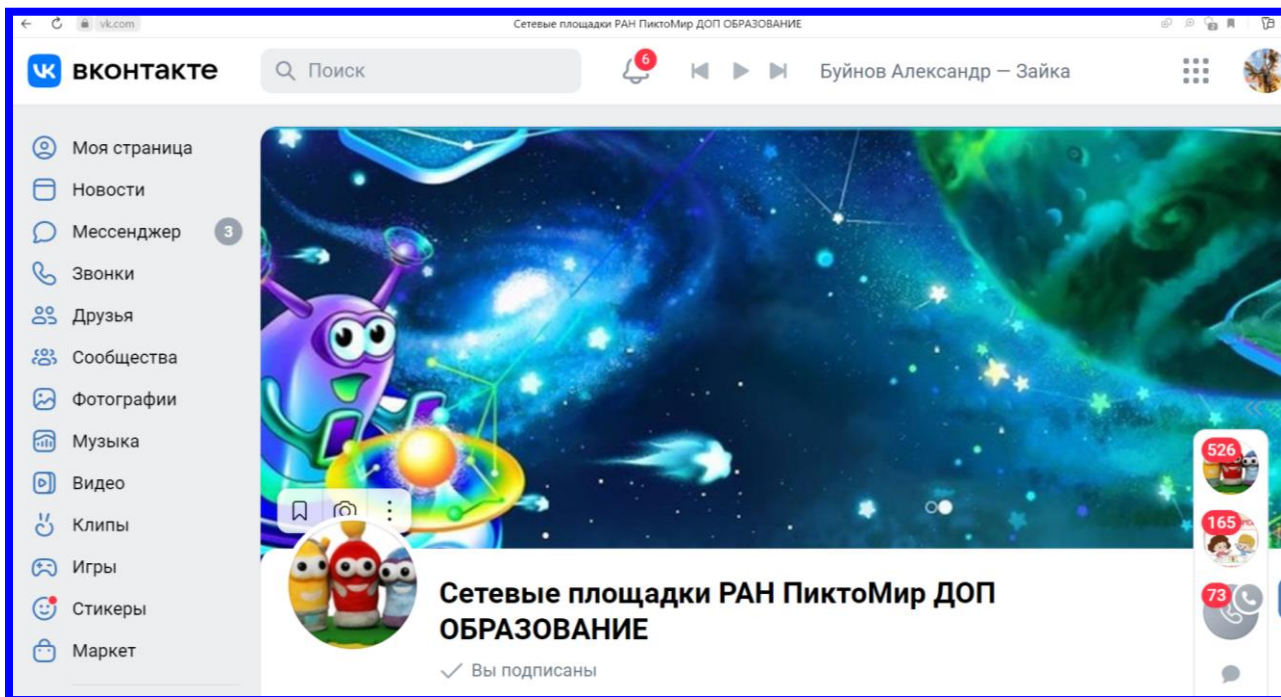 vk.com
Сетевые площадки РАН ПиктоМир ДОП ОБРАЗОВАНИЕ
вконтакте
Поиск
6
Буйнов Александр — Зайка
Моя страница
Новости
Мессенджер 3
Звонки
Друзья
Сообщества
Фотографии
Музыка
Видео
Клипы
Игры
Стикеры
Маркет
526
165
73
Сетевые площадки РАН ПиктоМир ДОП
ОБРАЗОВАНИЕ
Вы подписаны